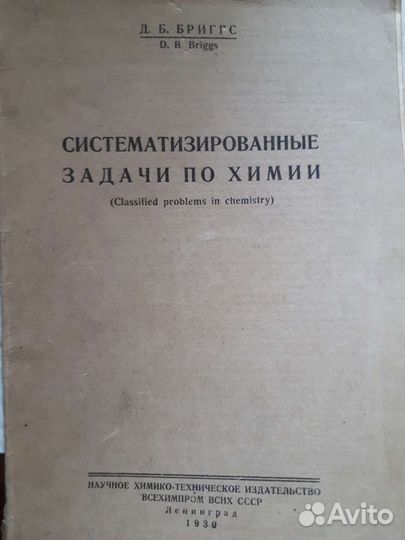 Д. Б. БРИГГС
D. B. Briggs
СИСТЕМАТИЗИРОВАННЫЕ
ЗАДАЧИ ПО ХИМИИ
(Classified problems in chemistry)
НАУЧНОЕ ХИМИКО-ТЕХНИЧЕСКОЕ ИЗДАТЕЛЬСТВО
ВСЕХИМПРОМ ВСНХ СССР
Ленинград
1930
Avito